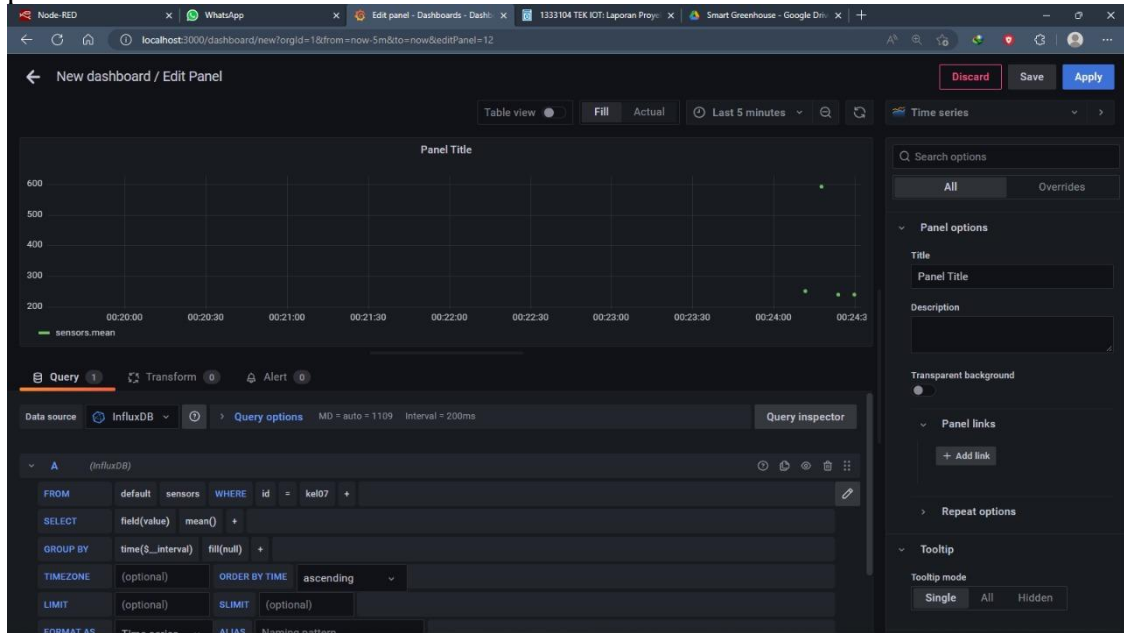 Node-RED
WhatsApp
Edit panel - Dashboards - Dashb
1333104 TEK IOT: Laporan Proye
Smart Greenhouse - Google Driv
localhost:3000/dashboard/new?orgId=1&from=now-5m&to=now&editPanel=12
New dashboard / Edit Panel
Discard Save Apply
Table view Fill Actual Last 5 minutes
Time series
Panel Title
600
500
400
300
200
00:20:00 00:20:30 00:21:00 00:21:30 00:22:00 00:22:30 00:23:00 00:23:30 00:24:00 00:24:3
sensors.mean
Query 1 Transform 0 Alert 0
Data source InfluxDB Query options MD = auto = 1109 Interval = 200ms Query inspector
A (InfluxDB)
FROM default sensors WHERE id = kel07 +
SELECT field(value) mean() +
GROUP BY time($__interval) fill(null) +
TIMEZONE (optional) ORDER BY TIME ascending
LIMIT (optional) SLIMIT (optional)
FORMAT AS Time series ALIAS Naming pattern
Search options
All Overrides
Panel options
Title
Panel Title
Description
Transparent background
Panel links
+ Add link
Repeat options
Tooltip
Tooltip mode
Single All Hidden